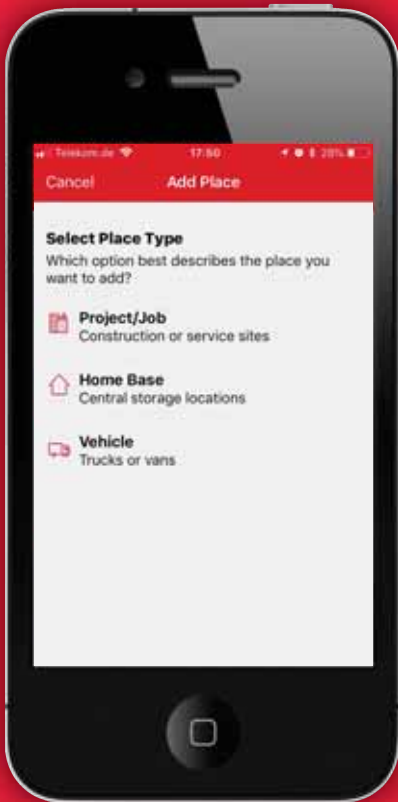 Telekom.de 17:50 28%
Cancel Add Place
Select Place Type
Which option best describes the place you
want to add?
Project/Job
Construction or service sites
Home Base
Central storage locations
Vehicle
Trucks or vans